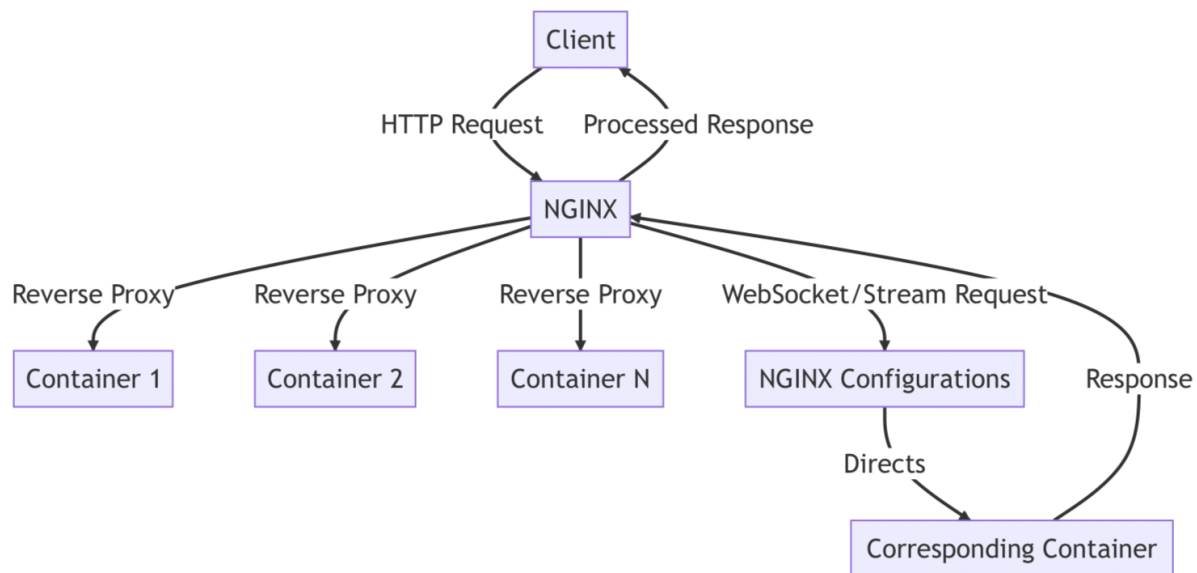 Client
HTTP Request
Processed Response
NGINX
Reverse Proxy
Reverse Proxy
Reverse Proxy
WebSocket/Stream Request
Container 1
Container 2
Container N
NGINX Configurations
Response
Directs
Corresponding Container